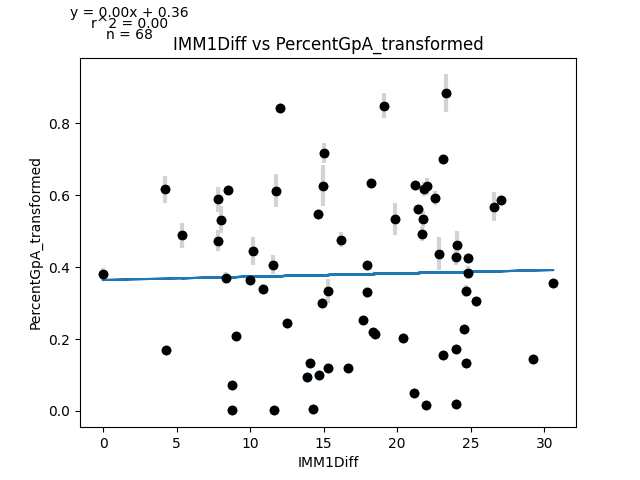 y = 0.00x + 0.36
r^2 = 0.00
n = 68
IMM1Diff vs PercentGpA_transformed
PercentGpA_transformed
0.8
0.6
0.4
0.2
0.0
0 5 10 15 20 25 30
IMM1Diff